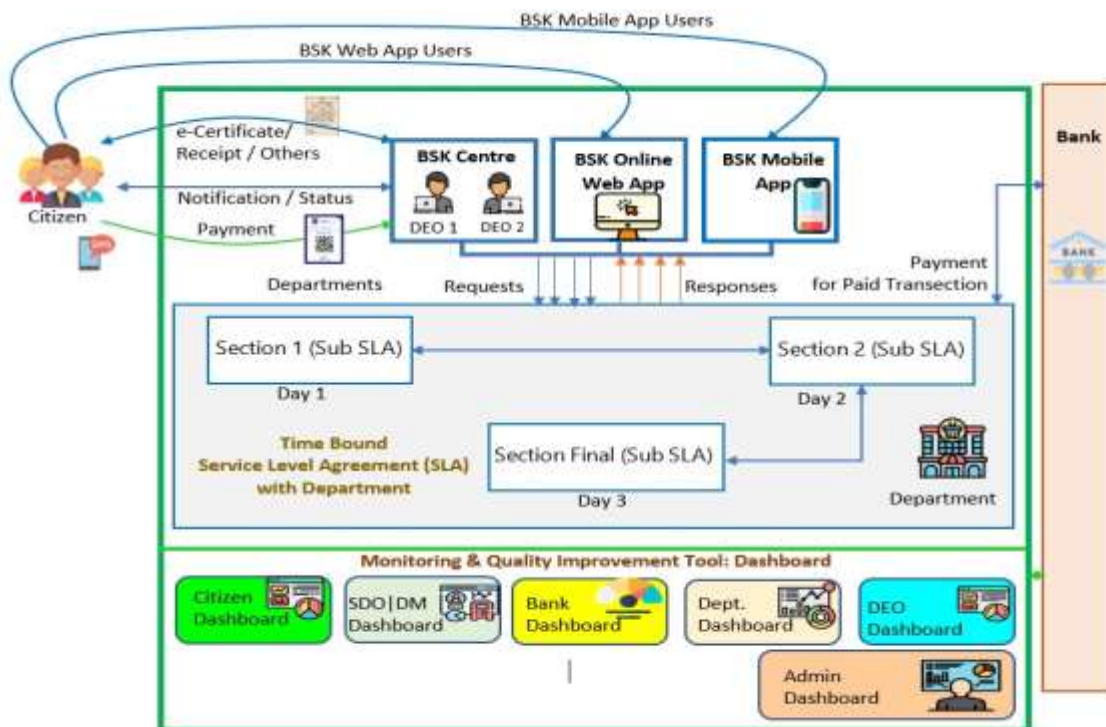 BSK Mobile App Users
BSK Web App Users
e-Certificate/
Receipt / Others
Notification / Status
Payment
Citizen
BSK Centre
DEO 1
DEO 2
BSK Online
Web App
BSK Mobile
App
Bank
BANK
Departments
Requests
Responses
Payment
for Paid Transection
Section 1 (Sub SLA)
Day 1
Section 2 (Sub SLA)
Day 2
Time Bound
Service Level Agreement (SLA)
with Department
Section Final (Sub SLA)
Day 3
Department
Monitoring & Quality Improvement Tool: Dashboard
Citizen
Dashboard
SDO|DM
Dashboard
Bank
Dashboard
Dept.
Dashboard
DEO
Dashboard
Admin
Dashboard